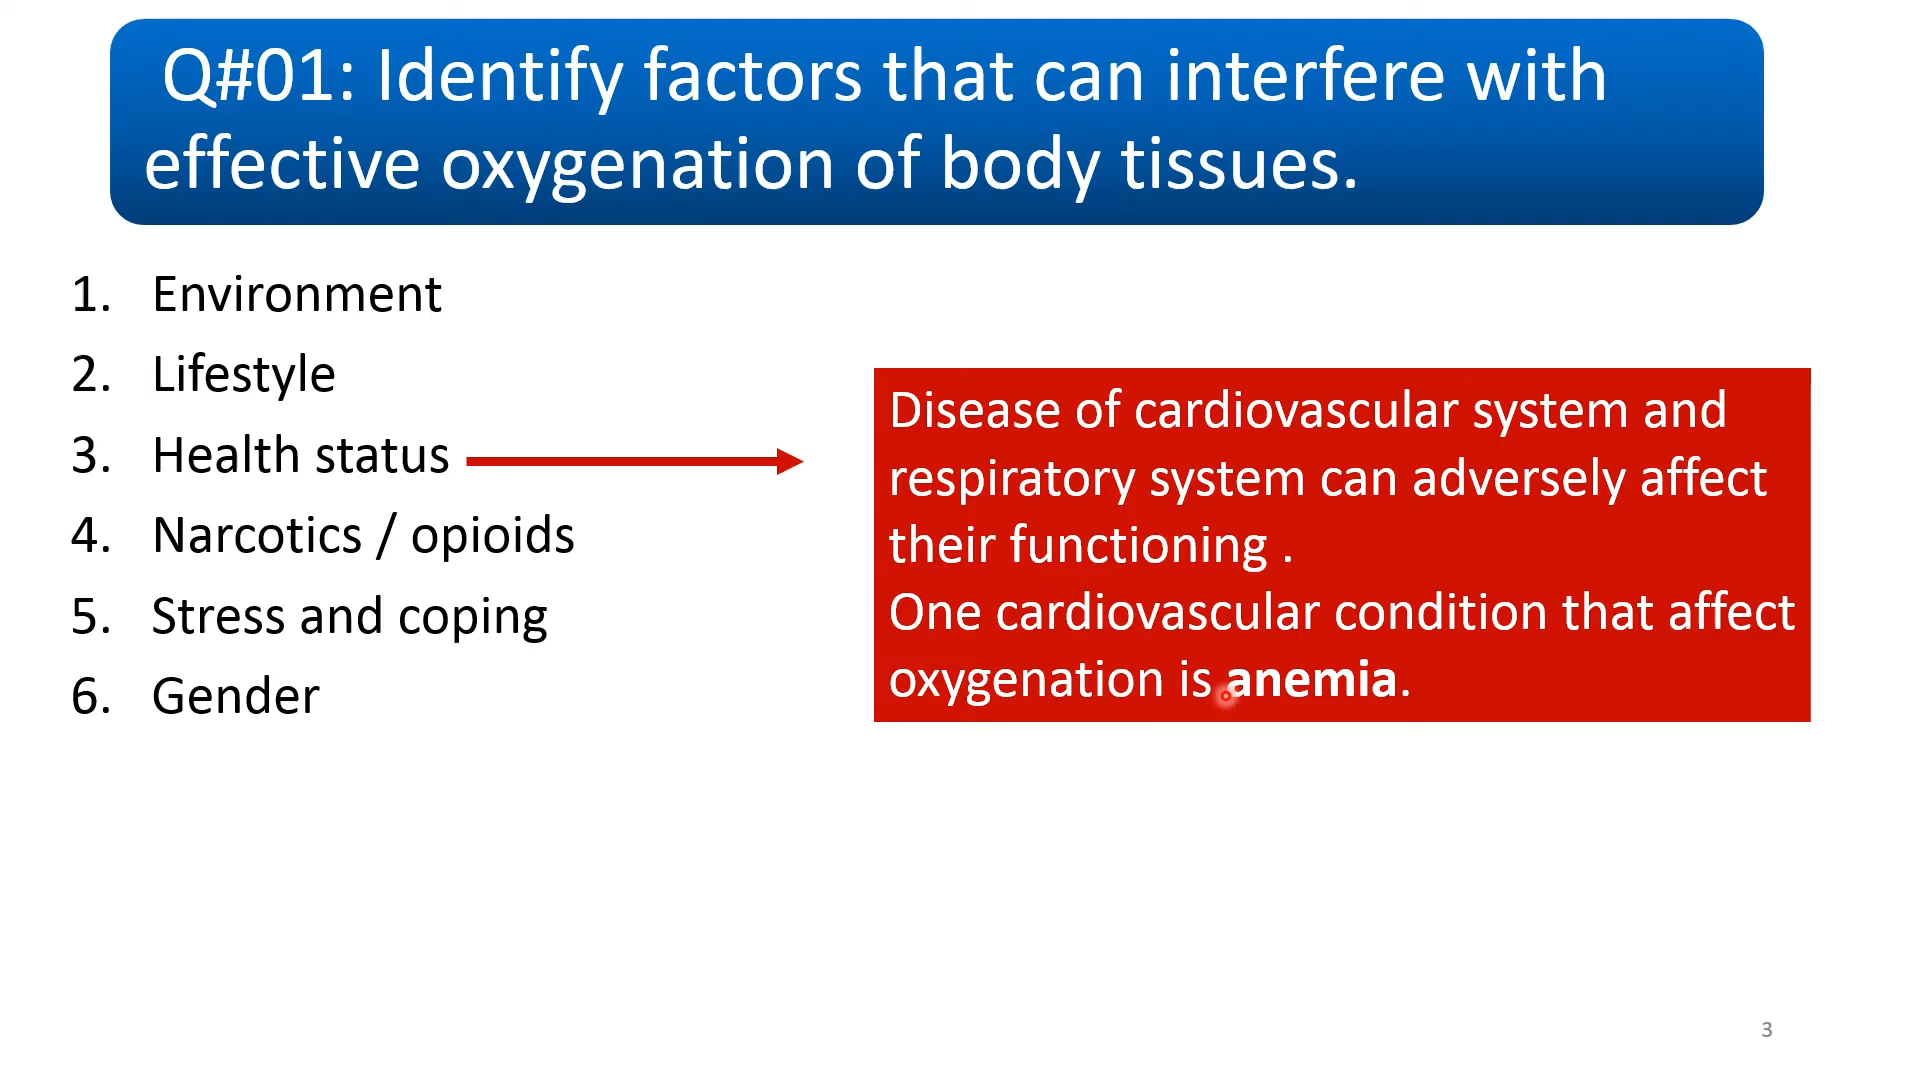 Q#01: Identify factors that can interfere with
effective oxygenation of body tissues.
1. Environment
2. Lifestyle
3. Health status
4. Narcotics / opioids
5. Stress and coping
6. Gender
Disease of cardiovascular system and
respiratory system can adversely affect
their functioning .
One cardiovascular condition that affect
oxygenation is anemia.
3